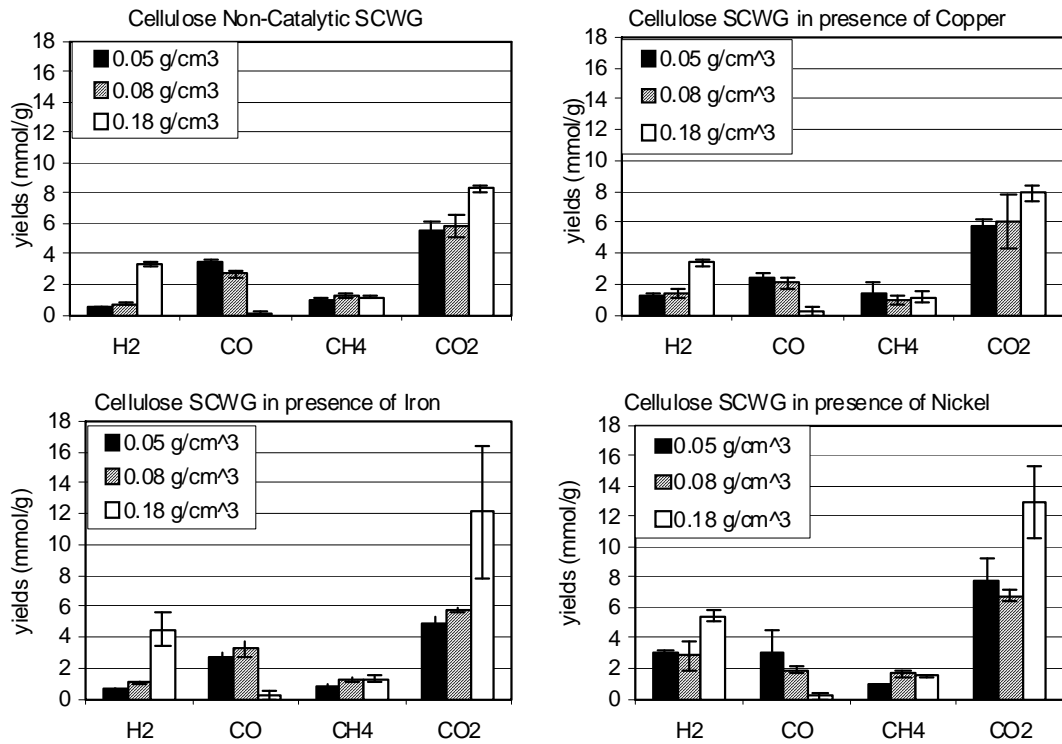 Cellulose Non-Catalytic SCWG
yields (mmol/g)
18
16
14
12
10
8
6
4
2
0
0.05 g/cm3
0.08 g/cm3
0.18 g/cm3
H2 CO CH4 CO2
Cellulose SCWG in presence of Copper
yields (mmol/g)
18
16
14
12
10
8
6
4
2
0
0.05 g/cm^3
0.08 g/cm^3
0.18 g/cm^3
H2 CO CH4 CO2
Cellulose SCWG in presence of Iron
yields (mmol/g)
18
16
14
12
10
8
6
4
2
0
0.05 g/cm^3
0.08 g/cm^3
0.18 g/cm^3
H2 CO CH4 CO2
Cellulose SCWG in presence of Nickel
yields (mmol/g)
18
16
14
12
10
8
6
4
2
0
0.05 g/cm^3
0.08 g/cm^3
0.18 g/cm^3
H2 CO CH4 CO2